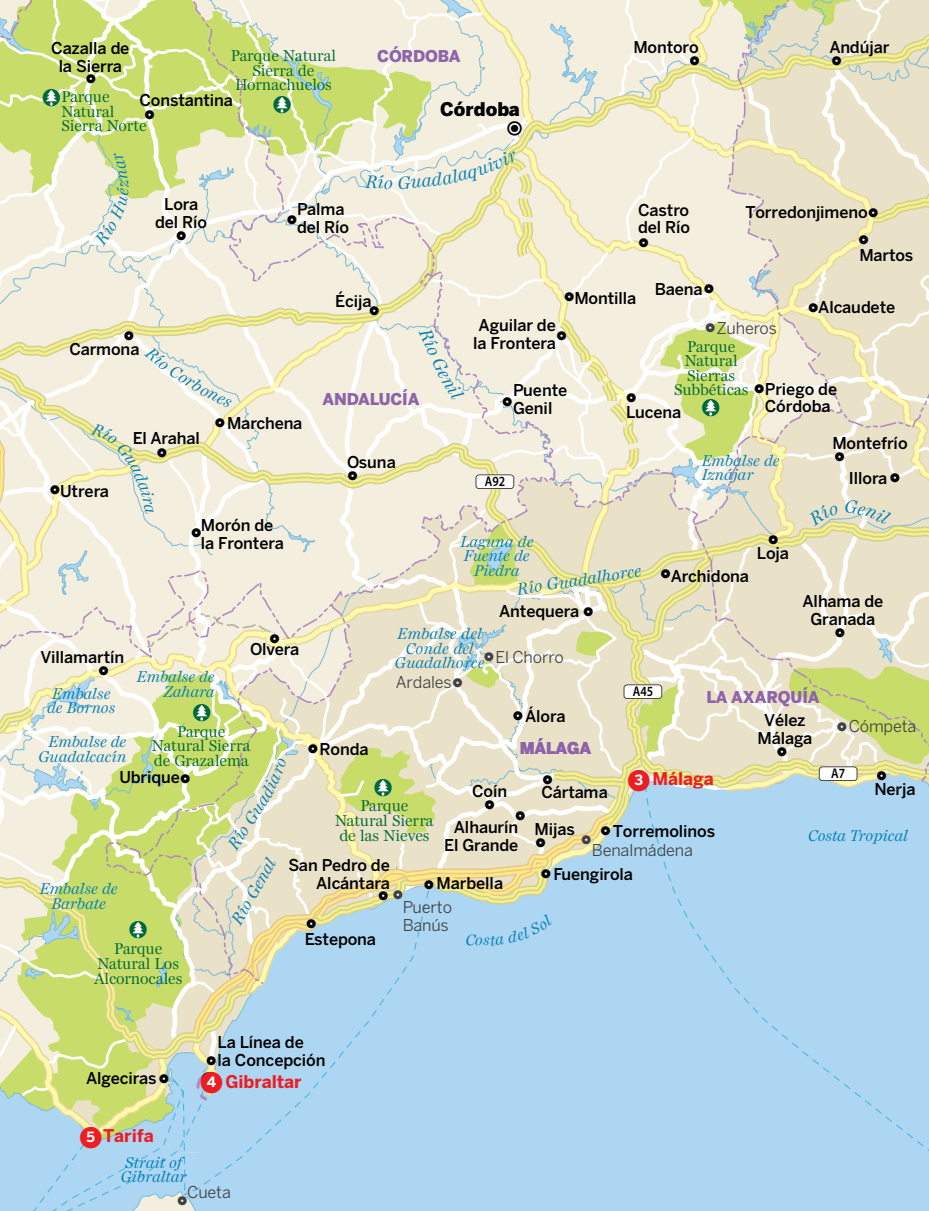 Cazalla de
la Sierra
Parque Natural
Sierra de
Hornachuelos
CÓRDOBA
Montoro
Andújar
Parque
Natural
Sierra Norte
Constantina
Córdoba
Río Guadalaquivir
Río Huéznar
Lora
del Río
Palma
del Río
Castro
del Río
Torredonjimeno
Martos
Écija
Montilla
Baena
Alcaudete
Carmona
Aguilar de
la Frontera
Zuheros
Río Corbones
Río Genil
Parque
Natural
Sierras
Subbéticas
ANDALUCÍA
Puente
Genil
Lucena
Priego de
Córdoba
Marchena
El Arahal
Río Guadaira
Osuna
Montefrío
Embalse de
Iznájar
Illora
A92
Utrera
Morón de
la Frontera
Río Genil
Laguna de
Fuente de
Piedra
Loja
Río Guadalhorce
Archidona
Antequera
Alhama de
Granada
Olvera
Embalse del
Conde del
Guadalhorce
El Chorro
Villamartín
Embalse de
Zahara
Ardales
Embalse
de Bornos
A45
LA AXARQUÍA
Álora
Vélez
Málaga
Cómpeta
Parque
Natural Sierra
de Grazalema
Embalse de
Guadalcacín
Ronda
MÁLAGA
Ubrique
3 Málaga
A7
Nerja
Río Guadiaro
Parque
Natural Sierra
de las Nieves
Coín
Cártama
Alhaurín
El Grande
Mijas
Torremolinos
Benalmádena
Costa Tropical
San Pedro de
Alcántara
Marbella
Fuengirola
Embalse de
Barbate
Río Genal
Puerto
Banús
Estepona
Costa del Sol
Parque
Natural Los
Alcornocales
La Línea de
la Concepción
Algeciras
4 Gibraltar
5 Tarifa
Strait of
Gibraltar
Cueta